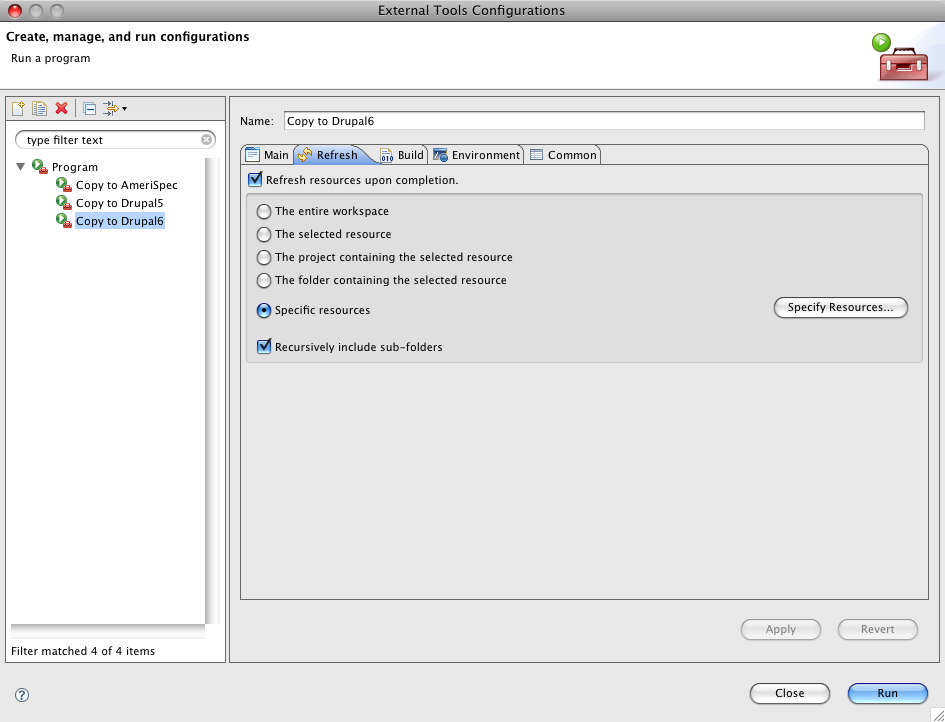 External Tools Configurations
Create, manage, and run configurations
Run a program
type filter text
Program
Copy to AmeriSpec
Copy to Drupal5
Copy to Drupal6
Filter matched 4 of 4 items
Name: Copy to Drupal6
Main Refresh Build Environment Common
Refresh resources upon completion.
The entire workspace
The selected resource
The project containing the selected resource
The folder containing the selected resource
Specific resources Specify Resources...
Recursively include sub-folders
Apply Revert
? Close Run